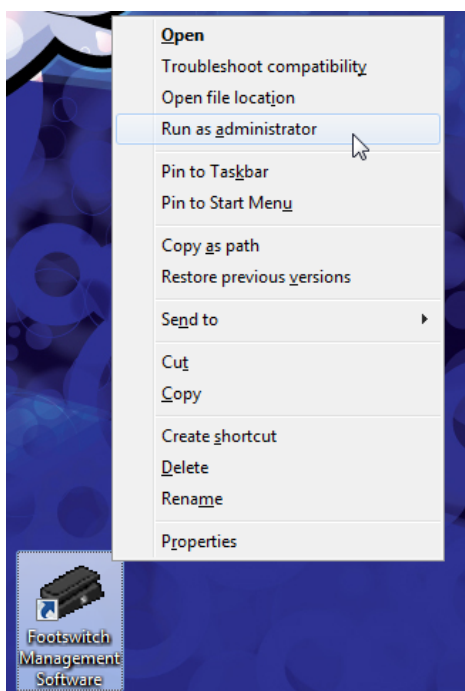 Open
Troubleshoot compatibility
Open file location
Run as administrator
Pin to Taskbar
Pin to Start Menu
Copy as path
Restore previous versions
Send to
Cut
Copy
Create shortcut
Delete
Rename
Properties
Footswitch
Management
Software